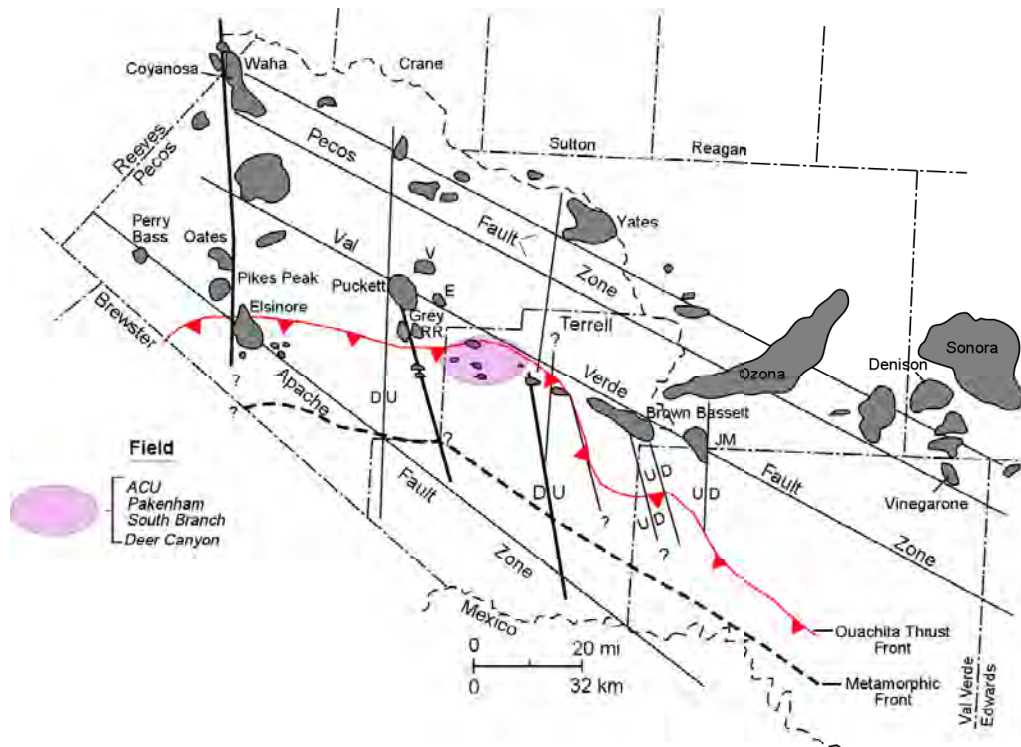 Coyanosa
Waha
Crane
Reeves
Pecos
Pecos
Sulton
Reagan
Fault
Zone
Yates
Perry
Bass
Oates
Val
V
E
Pikes Peak
Puckett
Elsinore
Grey
RR
Terrell
?
Verde
Ozona
Denison
Sonora
Brewster
Brown Bassett
JM
Vinegarone
?
Apache
?
D U
?
Fault
Zone
D U
?
U D
U D
?
U D
Fault
Zone
Field
ACU
Pakenham
South Branch
Deer Canyon
Mexico
0 20 mi
0 32 km
Ouachita Thrust
Front
Metamorphic
Front
Val Verde
Edwards